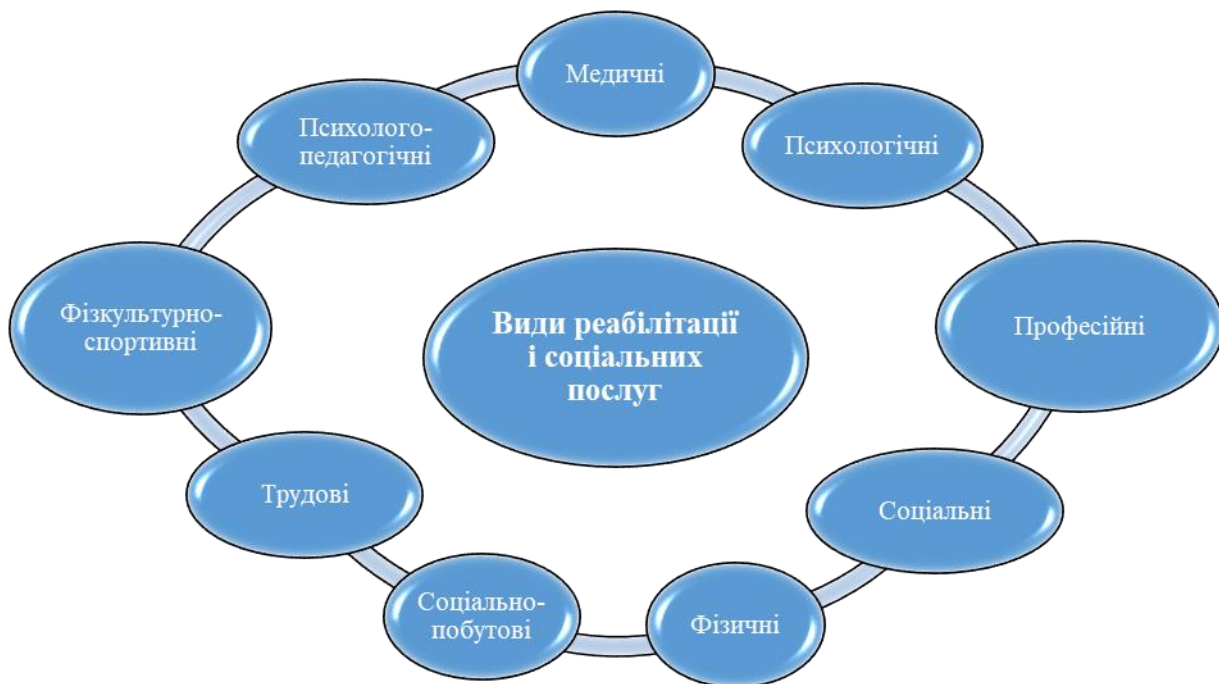 Медичні
Психолого-
педагогічні
Психологічні
Фізкультурно-
спортивні
Види реабілітації
і соціальних
послуг
Професійні
Трудові
Соціальні
Соціально-
побутові
Фізичні